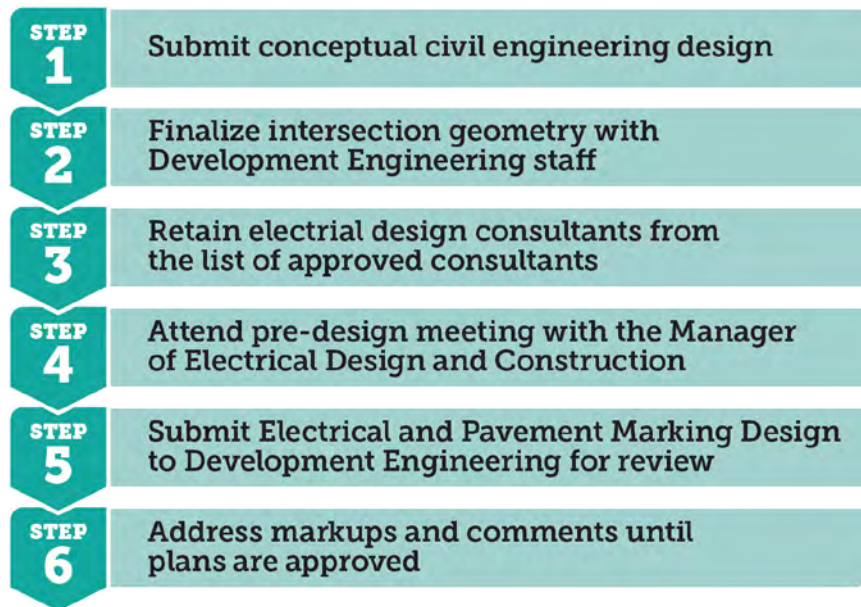 STEP
1
Submit conceptual civil engineering design
STEP
2
Finalize intersection geometry with
Development Engineering staff
STEP
3
Retain electrial design consultants from
the list of approved consultants
STEP
4
Attend pre-design meeting with the Manager
of Electrical Design and Construction
STEP
5
Submit Electrical and Pavement Marking Design
to Development Engineering for review
STEP
6
Address markups and comments until
plans are approved